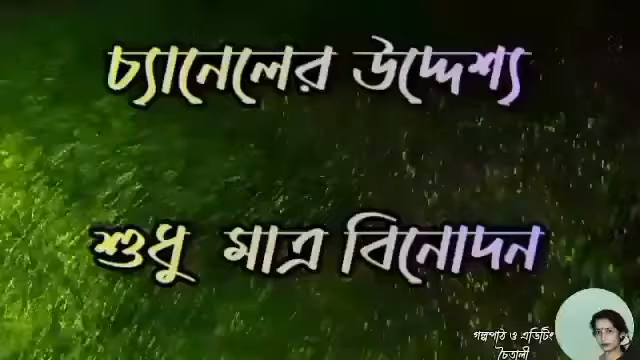 চ্যানেলের উদ্দেশ্য
শুধু মাত্র বিনোদন
গল্পপাঠ ও এডিটিং
চৈতালী